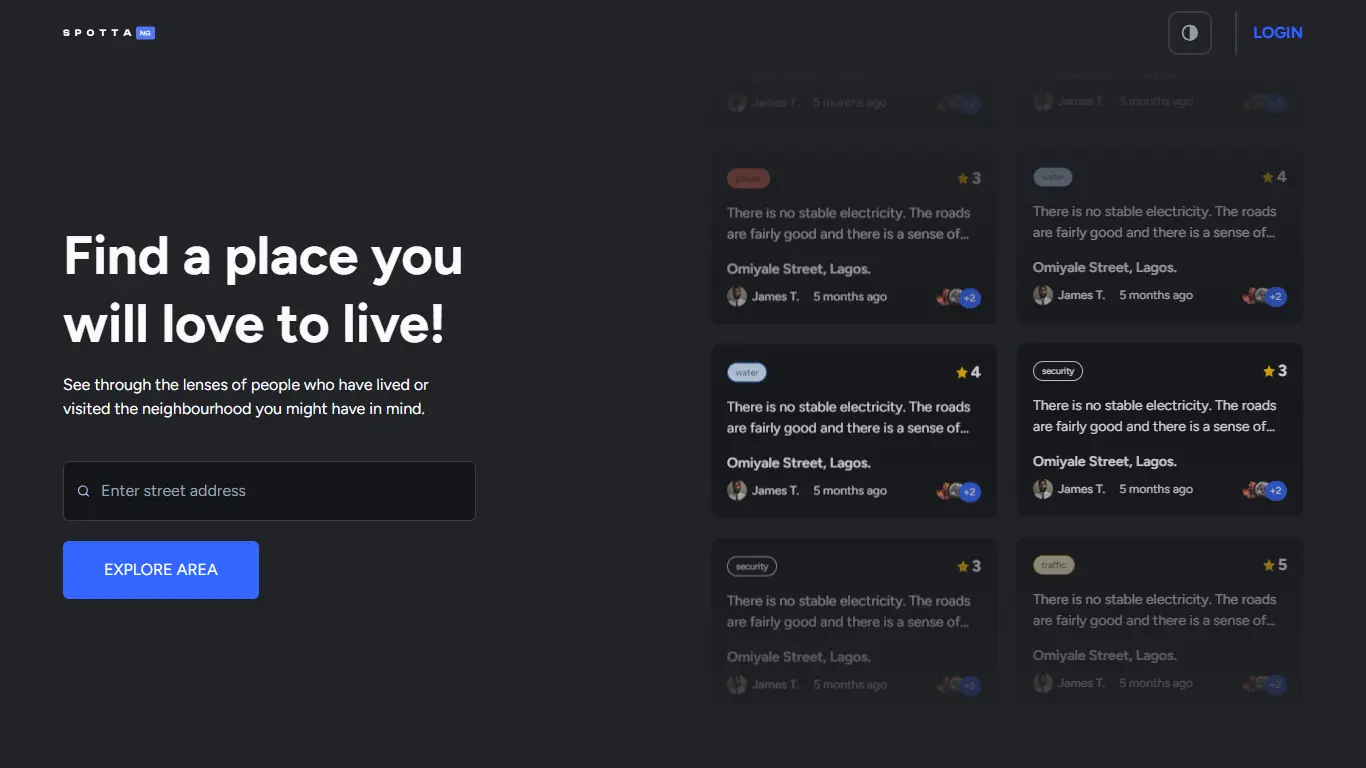 SPOTTA NG
LOGIN
Find a place you
will love to live!
See through the lenses of people who have lived or
visited the neighbourhood you might have in mind.
Enter street address
EXPLORE AREA
James T. 5 months ago +2
power 3
There is no stable electricity. The roads
are fairly good and there is a sense of...
Omiyale Street, Lagos.
James T. 5 months ago +2
water 4
There is no stable electricity. The roads
are fairly good and there is a sense of...
Omiyale Street, Lagos.
James T. 5 months ago +2
security 3
There is no stable electricity. The roads
are fairly good and there is a sense of...
Omiyale Street, Lagos.
James T. 5 months ago +2
James T. 5 months ago +2
water 4
There is no stable electricity. The roads
are fairly good and there is a sense of...
Omiyale Street, Lagos.
James T. 5 months ago +2
security 3
There is no stable electricity. The roads
are fairly good and there is a sense of...
Omiyale Street, Lagos.
James T. 5 months ago +2
traffic 5
There is no stable electricity. The roads
are fairly good and there is a sense of...
Omiyale Street, Lagos.
James T. 5 months ago +2